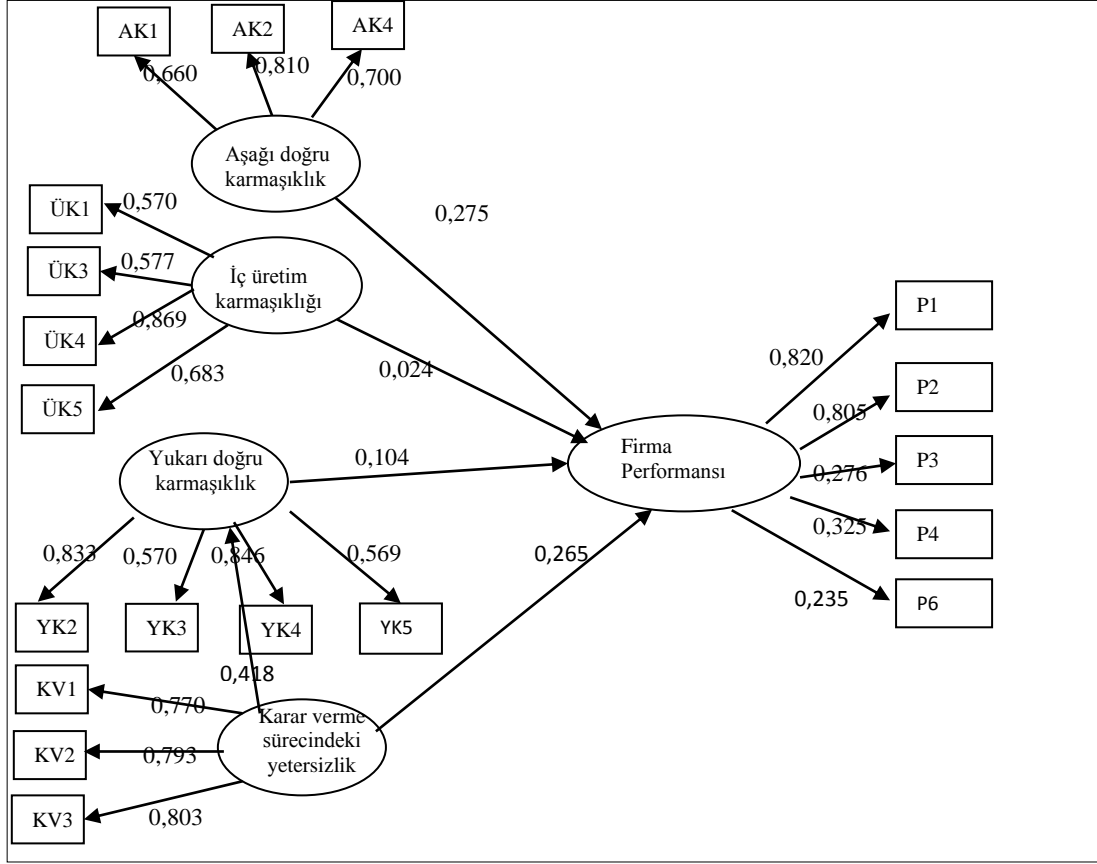 AK1
AK2
AK4
0,660
0,810
0,700
Aşağı doğru
karmaşıklık
0,275
ÜK1
0,570
ÜK3
0,577
ÜK4
0,869
ÜK5
0,683
İç üretim
karmaşıklığı
0,024
Yukarı doğru
karmaşıklık
0,104
0,833
0,570
0,846
0,569
YK2
YK3
YK4
YK5
0,418
KV1
0,770
KV2
0,793
KV3
0,803
Karar verme
sürecindeki
yetersizlik
0,265
Firma
Performansı
0,820
P1
0,805
P2
0,276
P3
0,325
P4
0,235
P6